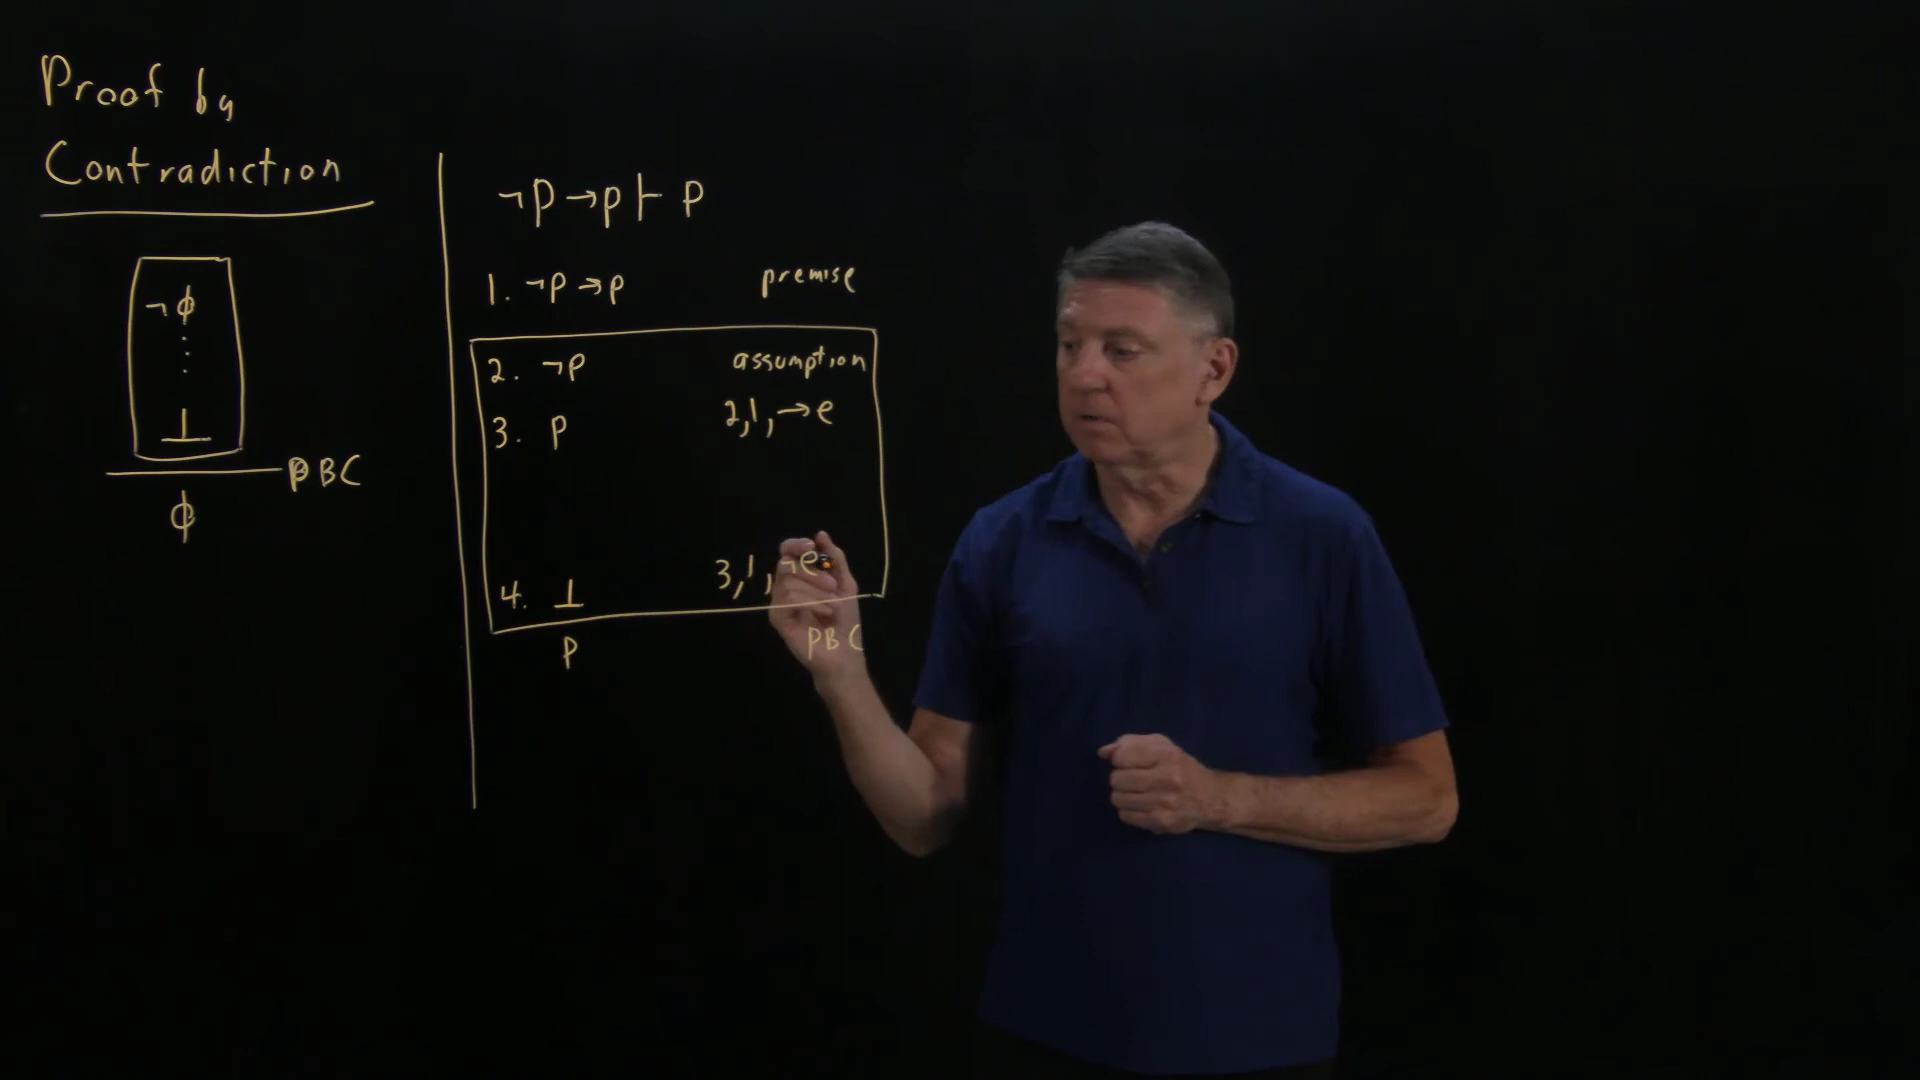 Proof by
Contradiction
¬ϕ
⋮
⊥
PBC
ϕ
¬p→p ⊢ p
1. ¬p→p premise
2. ¬p assumption
3. p 2,1,→e
4. ⊥ 3,1,¬e
p PBC